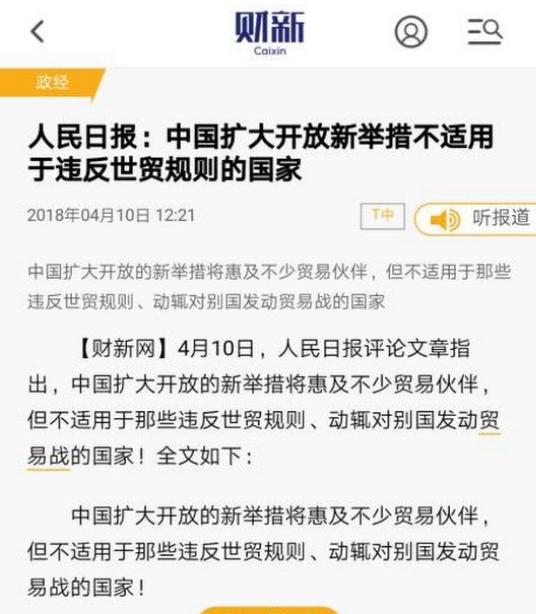 财新
Caixin
政经
人民日报：中国扩大开放新举措不适用
于违反世贸规则的国家
2018年04月10日 12:21
T中
听报道
中国扩大开放的新举措将惠及不少贸易伙伴，但不适用于那些
违反世贸规则、动辄对别国发动贸易战的国家
【财新网】4月10日，人民日报评论文章指
出，中国扩大开放的新举措将惠及不少贸易伙伴，
但不适用于那些违反世贸规则、动辄对别国发动贸
易战的国家！全文如下：
中国扩大开放的新举措将惠及不少贸易伙伴，
但不适用于那些违反世贸规则、动辄对别国发动贸
易战的国家！